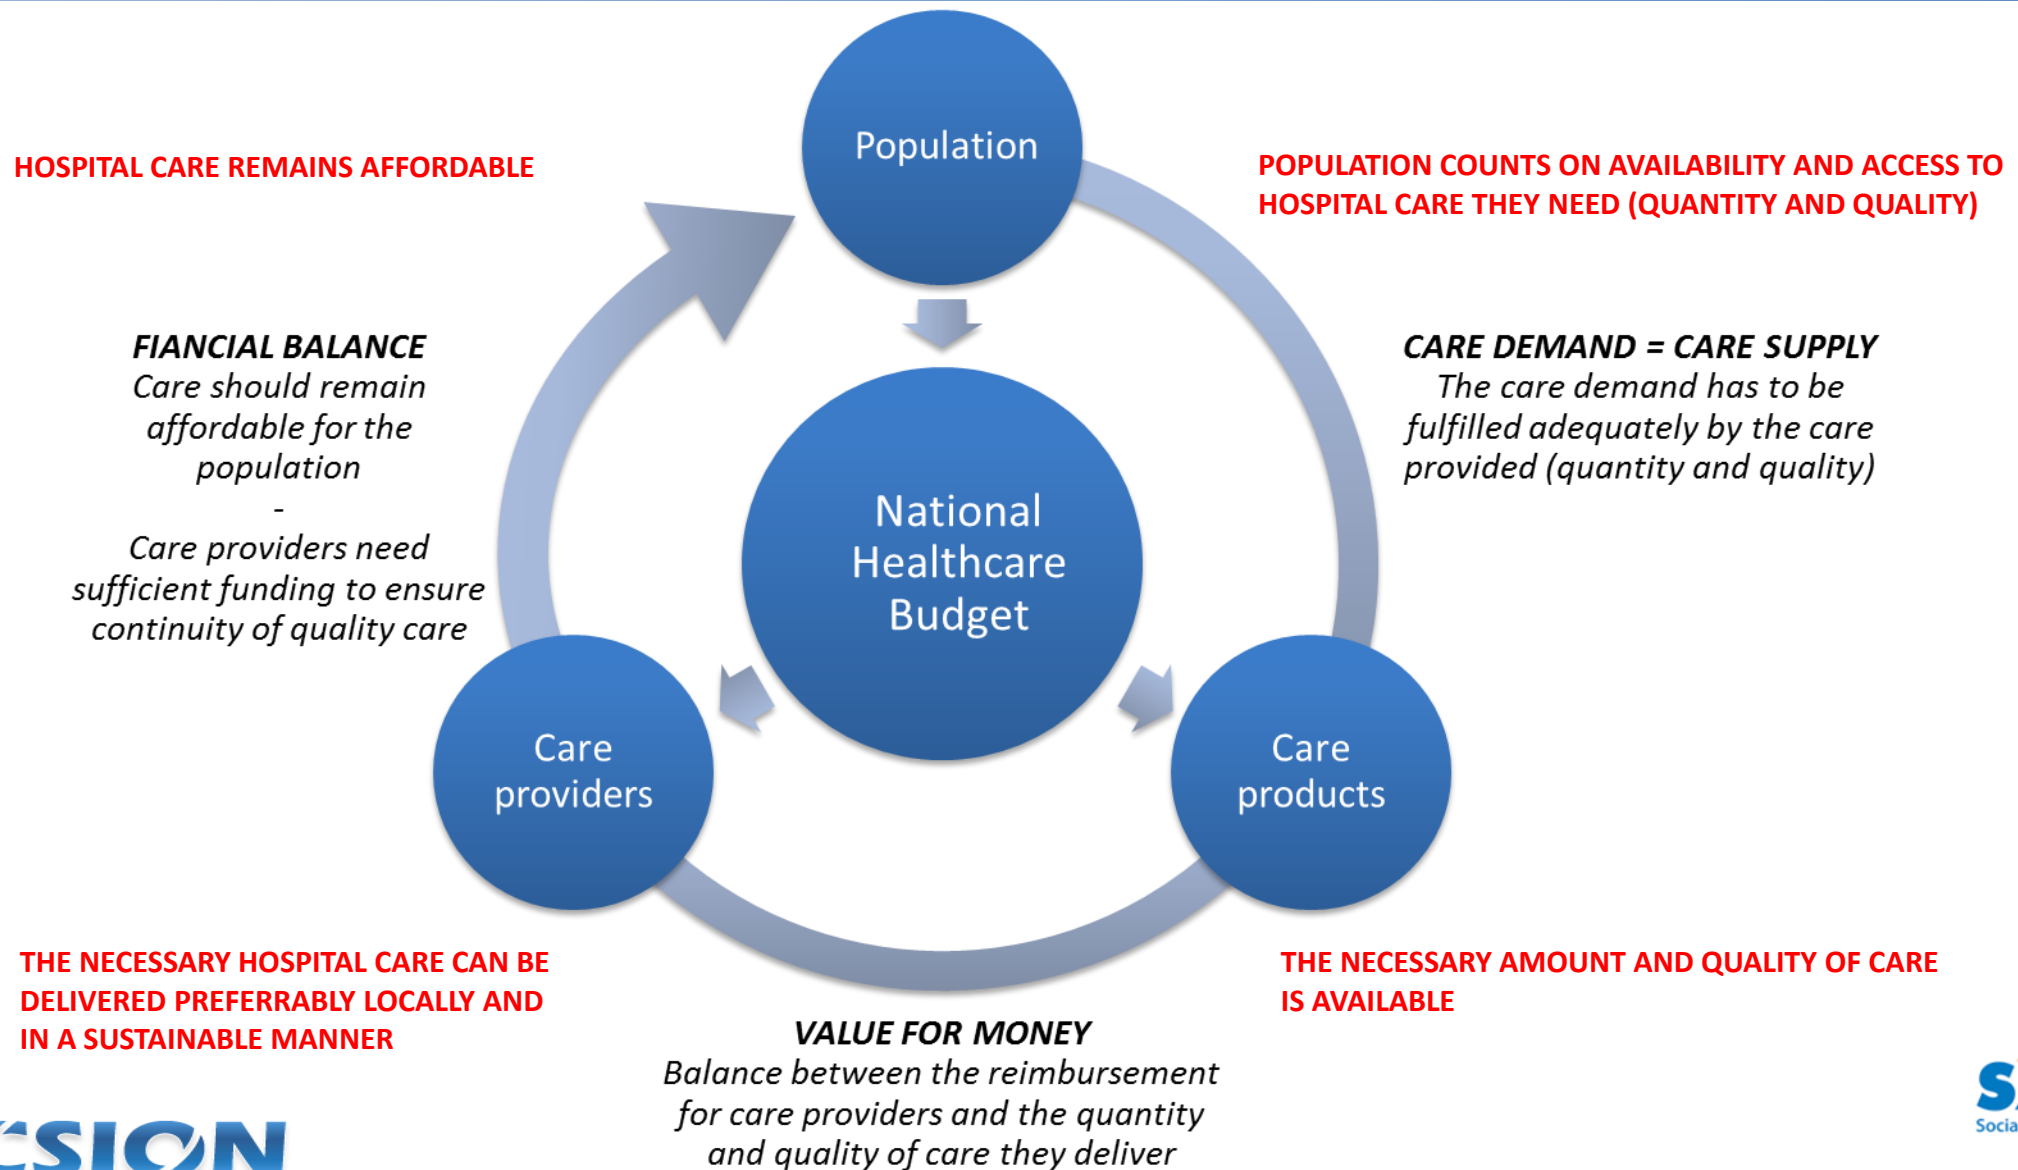 Population
HOSPITAL CARE REMAINS AFFORDABLE
POPULATION COUNTS ON AVAILABILITY AND ACCESS TO
HOSPITAL CARE THEY NEED (QUANTITY AND QUALITY)
FIANCIAL BALANCE
Care should remain
affordable for the
population
-
Care providers need
sufficient funding to ensure
continuity of quality care
CARE DEMAND = CARE SUPPLY
The care demand has to be
fulfilled adequately by the care
provided (quantity and quality)
National
Healthcare
Budget
Care
providers
Care
products
THE NECESSARY HOSPITAL CARE CAN BE
DELIVERED PREFERRABLY LOCALLY AND
IN A SUSTAINABLE MANNER
THE NECESSARY AMOUNT AND QUALITY OF CARE
IS AVAILABLE
VALUE FOR MONEY
Balance between the reimbursement
for care providers and the quantity
and quality of care they deliver